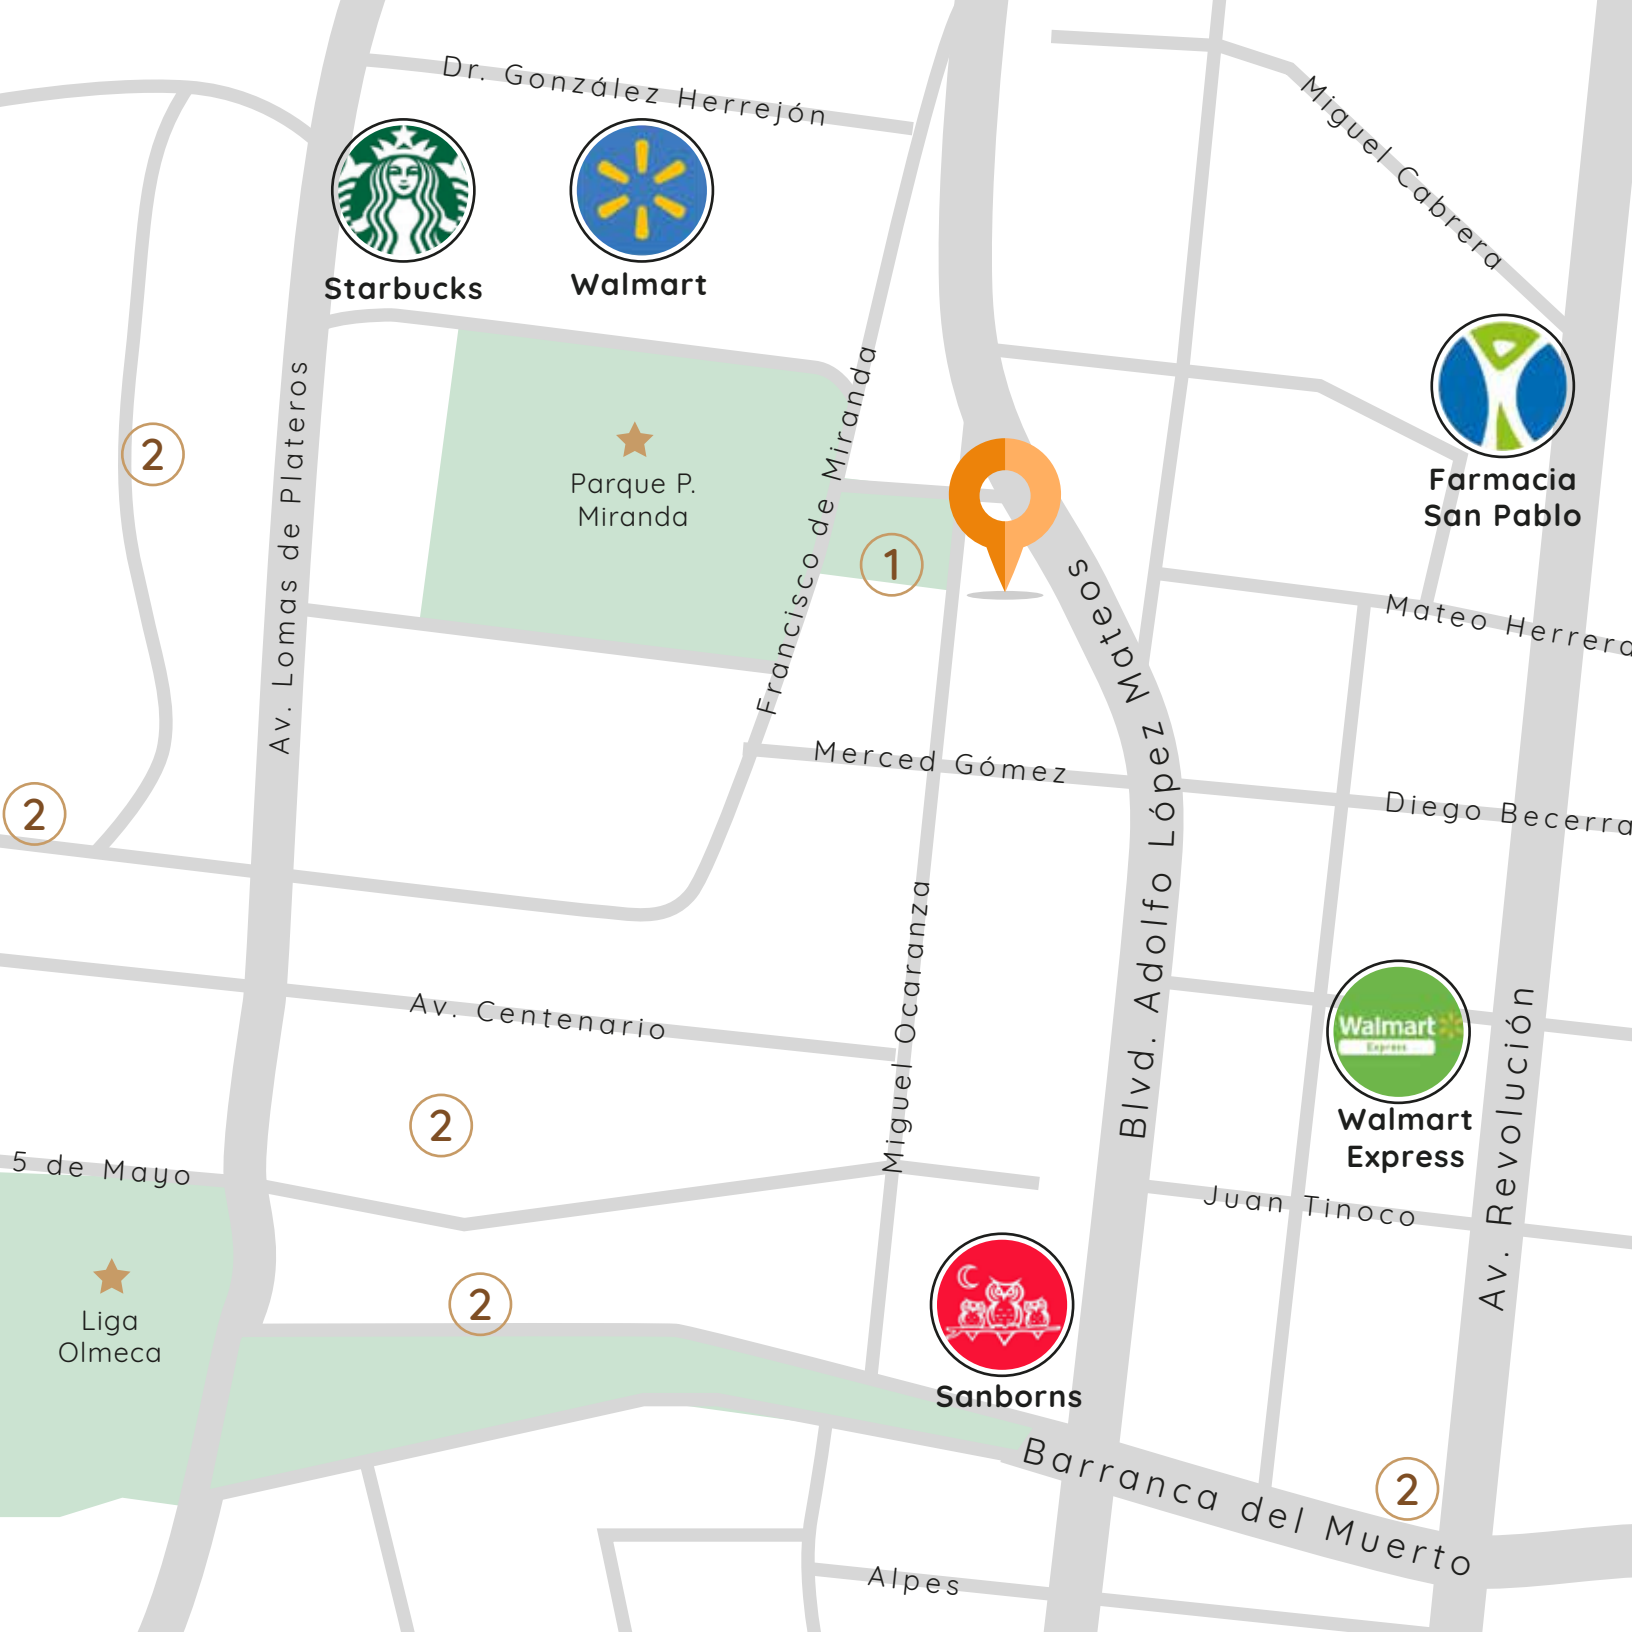 Dr. González Herrejón
Miguel Cabrera
Starbucks
Walmart
Av. Lomas de Plateros
Francisco de Miranda
2
Parque P.
Miranda
1
Farmacia
San Pablo
Mateo Herrera
Blvd. Adolfo López Mateos
Merced Gómez
Diego Becerra
2
Miguel Ocaranza
Av. Centenario
Walmart
Express
Walmart
Express
Av. Revolución
2
5 de Mayo
Juan Tinoco
Liga
Olmeca
2
Sanborns
Barranca del Muerto
2
Alpes